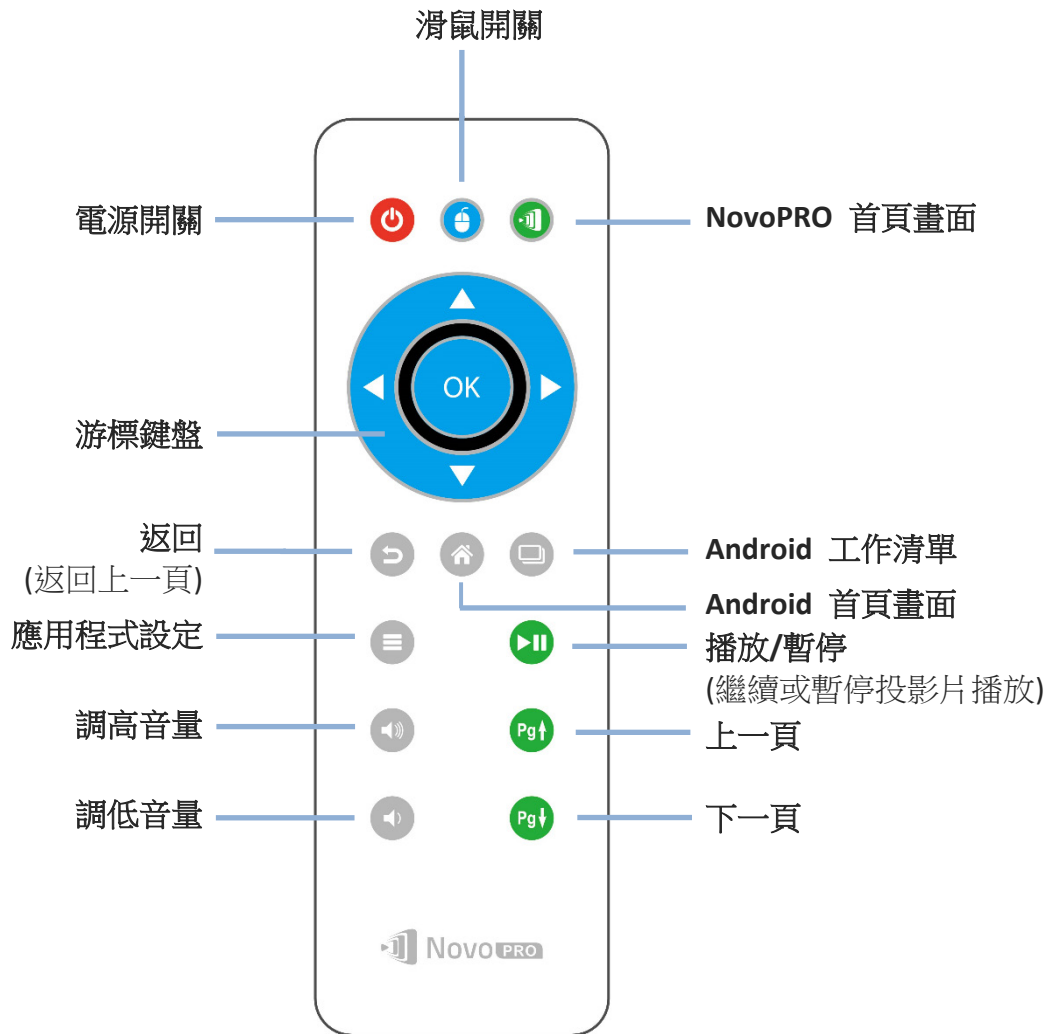 滑鼠開關
電源開關
NovoPRO 首頁畫面
OK
游標鍵盤
返回
(返回上一頁)
Android 工作清單
Android 首頁畫面
應用程式設定
播放/暫停
(繼續或暫停投影片播放)
調高音量
Pg
上一頁
調低音量
Pg
下一頁
Novo PRO